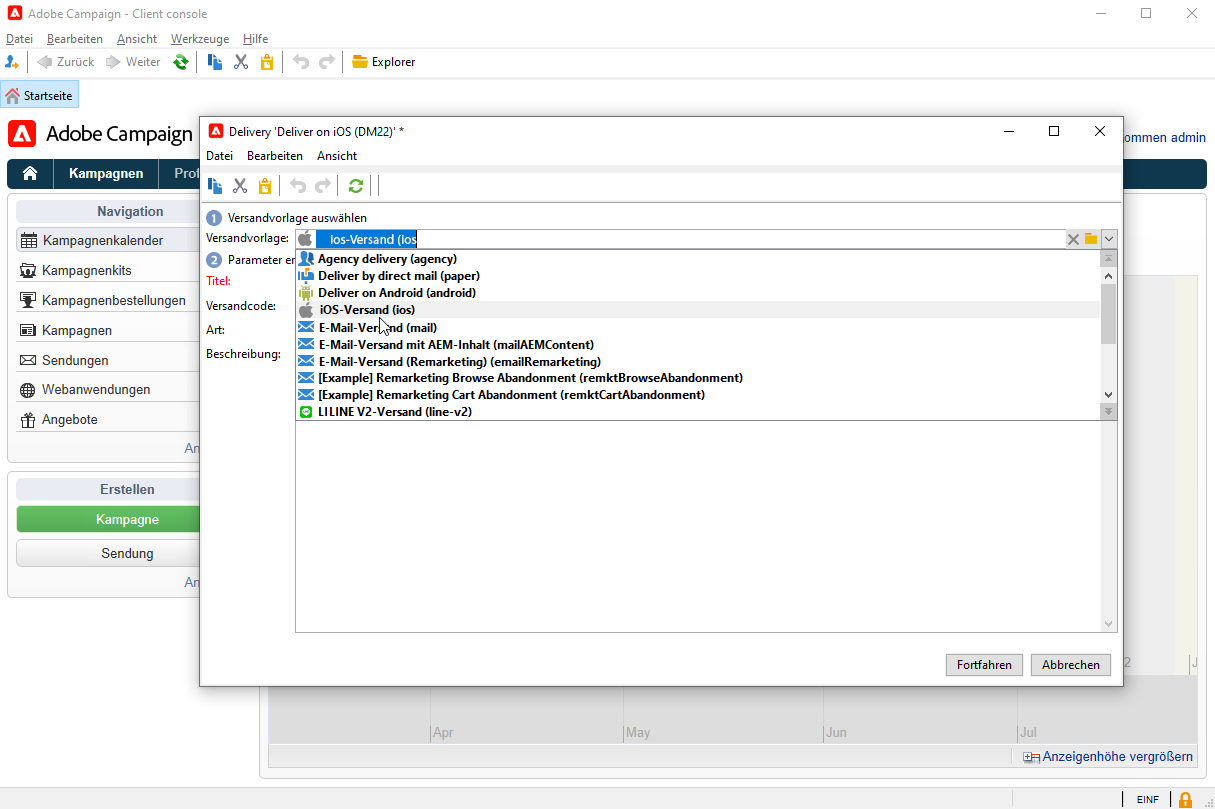 Adobe Campaign - Client console
Datei Bearbeiten Ansicht Werkzeuge Hilfe
Zurück Weiter Explorer
Startseite
Adobe Campaign
ommen admin
Kampagnen Prof
Navigation
Kampagnenkalender
Kampagnenkits
Kampagnenbestellungen
Kampagnen
Sendungen
Webanwendungen
Angebote
An
Erstellen
Kampagne
Sendung
An
Delivery 'Deliver on iOS (DM22)' *
Datei Bearbeiten Ansicht
1 Versandvorlage auswählen
Versandvorlage: ios-Versand (ios
2 Parameter er
Titel:
Versandcode:
Art:
Beschreibung:
Agency delivery (agency)
Deliver by direct mail (paper)
Deliver on Android (android)
iOS-Versand (ios)
E-Mail-Versand (mail)
E-Mail-Versand mit AEM-Inhalt (mailAEMContent)
E-Mail-Versand (Remarketing) (emailRemarketing)
[Example] Remarketing Browse Abandonment (remktBrowseAbandonment)
[Example] Remarketing Cart Abandonment (remktCartAbandonment)
LI LINE V2-Versand (line-v2)
Fortfahren Abbrechen
2 J
Apr May Jun Jul
Anzeigenhöhe vergrößern
EINF